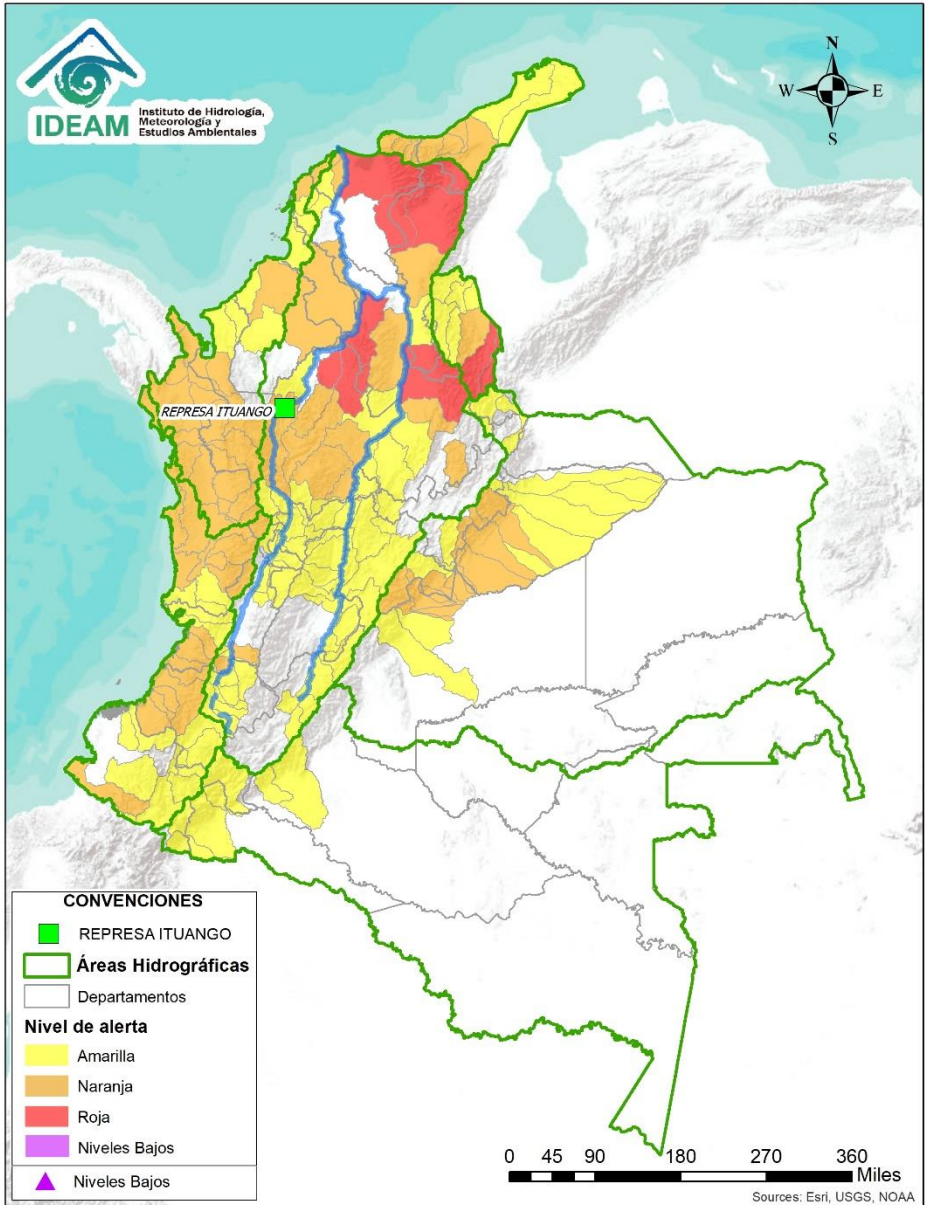 IDEAM
Instituto de Hidrología,
Meteorología y
Estudios Ambientales
N
W
E
S
REPRESA ITUANGO
CONVENCIONES
REPRESA ITUANGO
Áreas Hidrográficas
Departamentos
Nivel de alerta
Amarilla
Naranja
Roja
Niveles Bajos
Niveles Bajos
0 45 90 180 270 360
Miles
Sources: Esri, USGS, NOAA